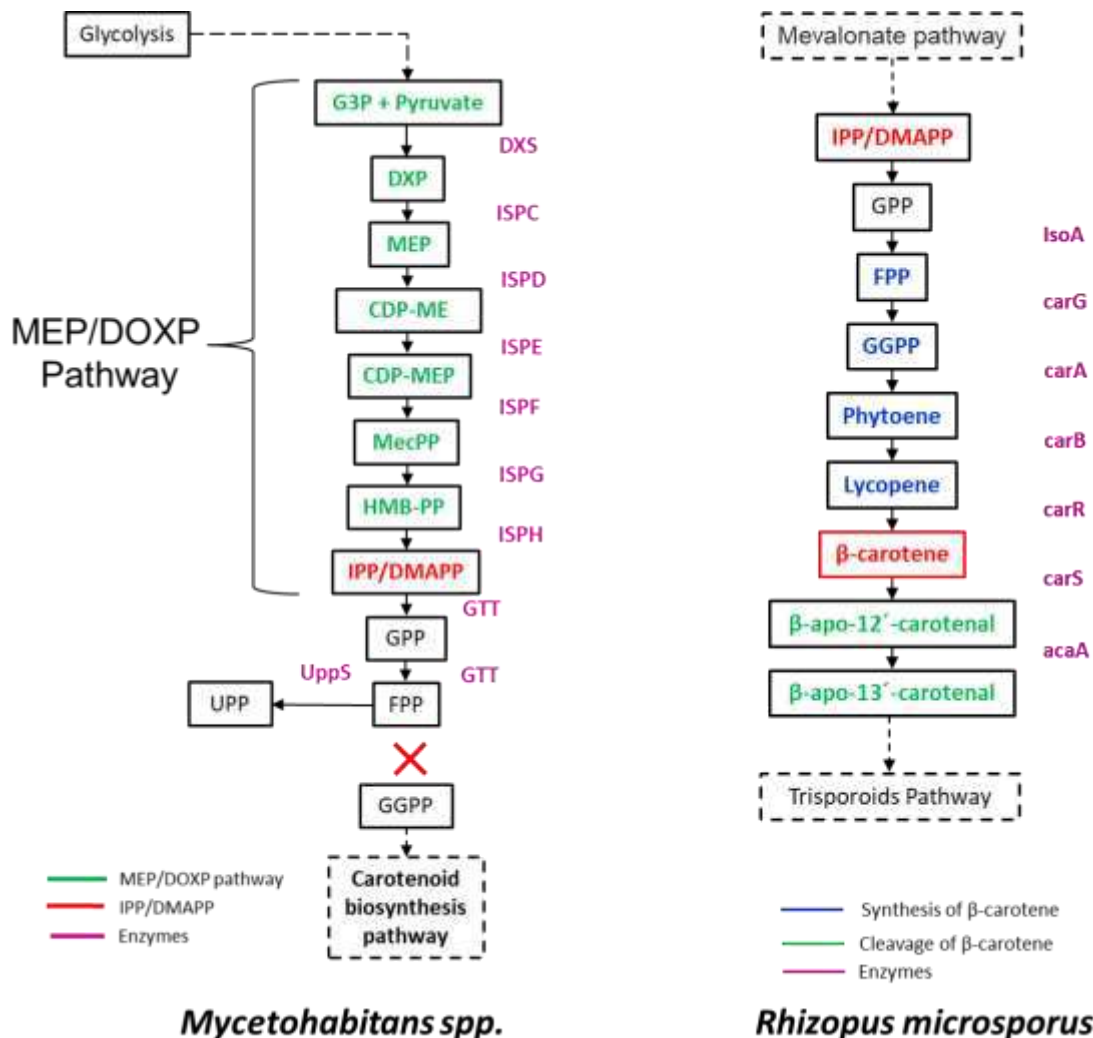 Glycolysis
G3P + Pyruvate
DXS
DXP
ISPC
MEP
ISPD
CDP-ME
ISPE
CDP-MEP
ISPF
MecPP
ISPG
HMB-PP
ISPH
IPP/DMAPP
GTT
GPP
UppS
GTT
UPP
FPP
GGPP
Carotenoid
biosynthesis
pathway
MEP/DOXP
Pathway
MEP/DOXP pathway
IPP/DMAPP
Enzymes
Mycetohabitans spp.
Mevalonate pathway
IPP/DMAPP
GPP
IsoA
FPP
carG
GGPP
carA
Phytoene
carB
Lycopene
carR
β-carotene
carS
β-apo-12´-carotenal
acaA
β-apo-13´-carotenal
Trisporoids Pathway
Synthesis of β-carotene
Cleavage of β-carotene
Enzymes
Rhizopus microsporus